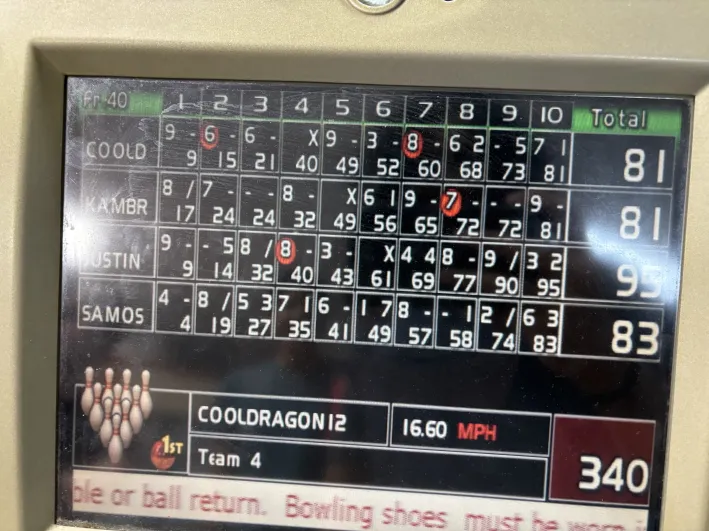 Fr 40 1 2 3 4 5 6 7 8 9 10 Total
COOLD 9 - 6 - 6 - X 9 - 3 - 8 - 6 2 - 5 7 1 81
9 15 21 40 49 52 60 68 73 81
KAMBR 8 / 7 - - - 8 - X 6 1 9 - 7 - - - 9 - 81
17 24 24 32 49 56 65 72 72 81
JUSTIN 9 - - 5 8 / 8 - 3 - X 4 4 8 - 9 / 3 2 95
9 14 32 40 43 61 69 77 90 95
SAMOS 4 - 8 / 5 3 7 1 6 - 1 7 8 - - 1 2 / 6 3 83
4 19 27 35 41 49 57 58 74 83
1ST COOLDRAGON12 16.60 MPH
Team 4 340
ble or ball return. Bowling shoes must be worn